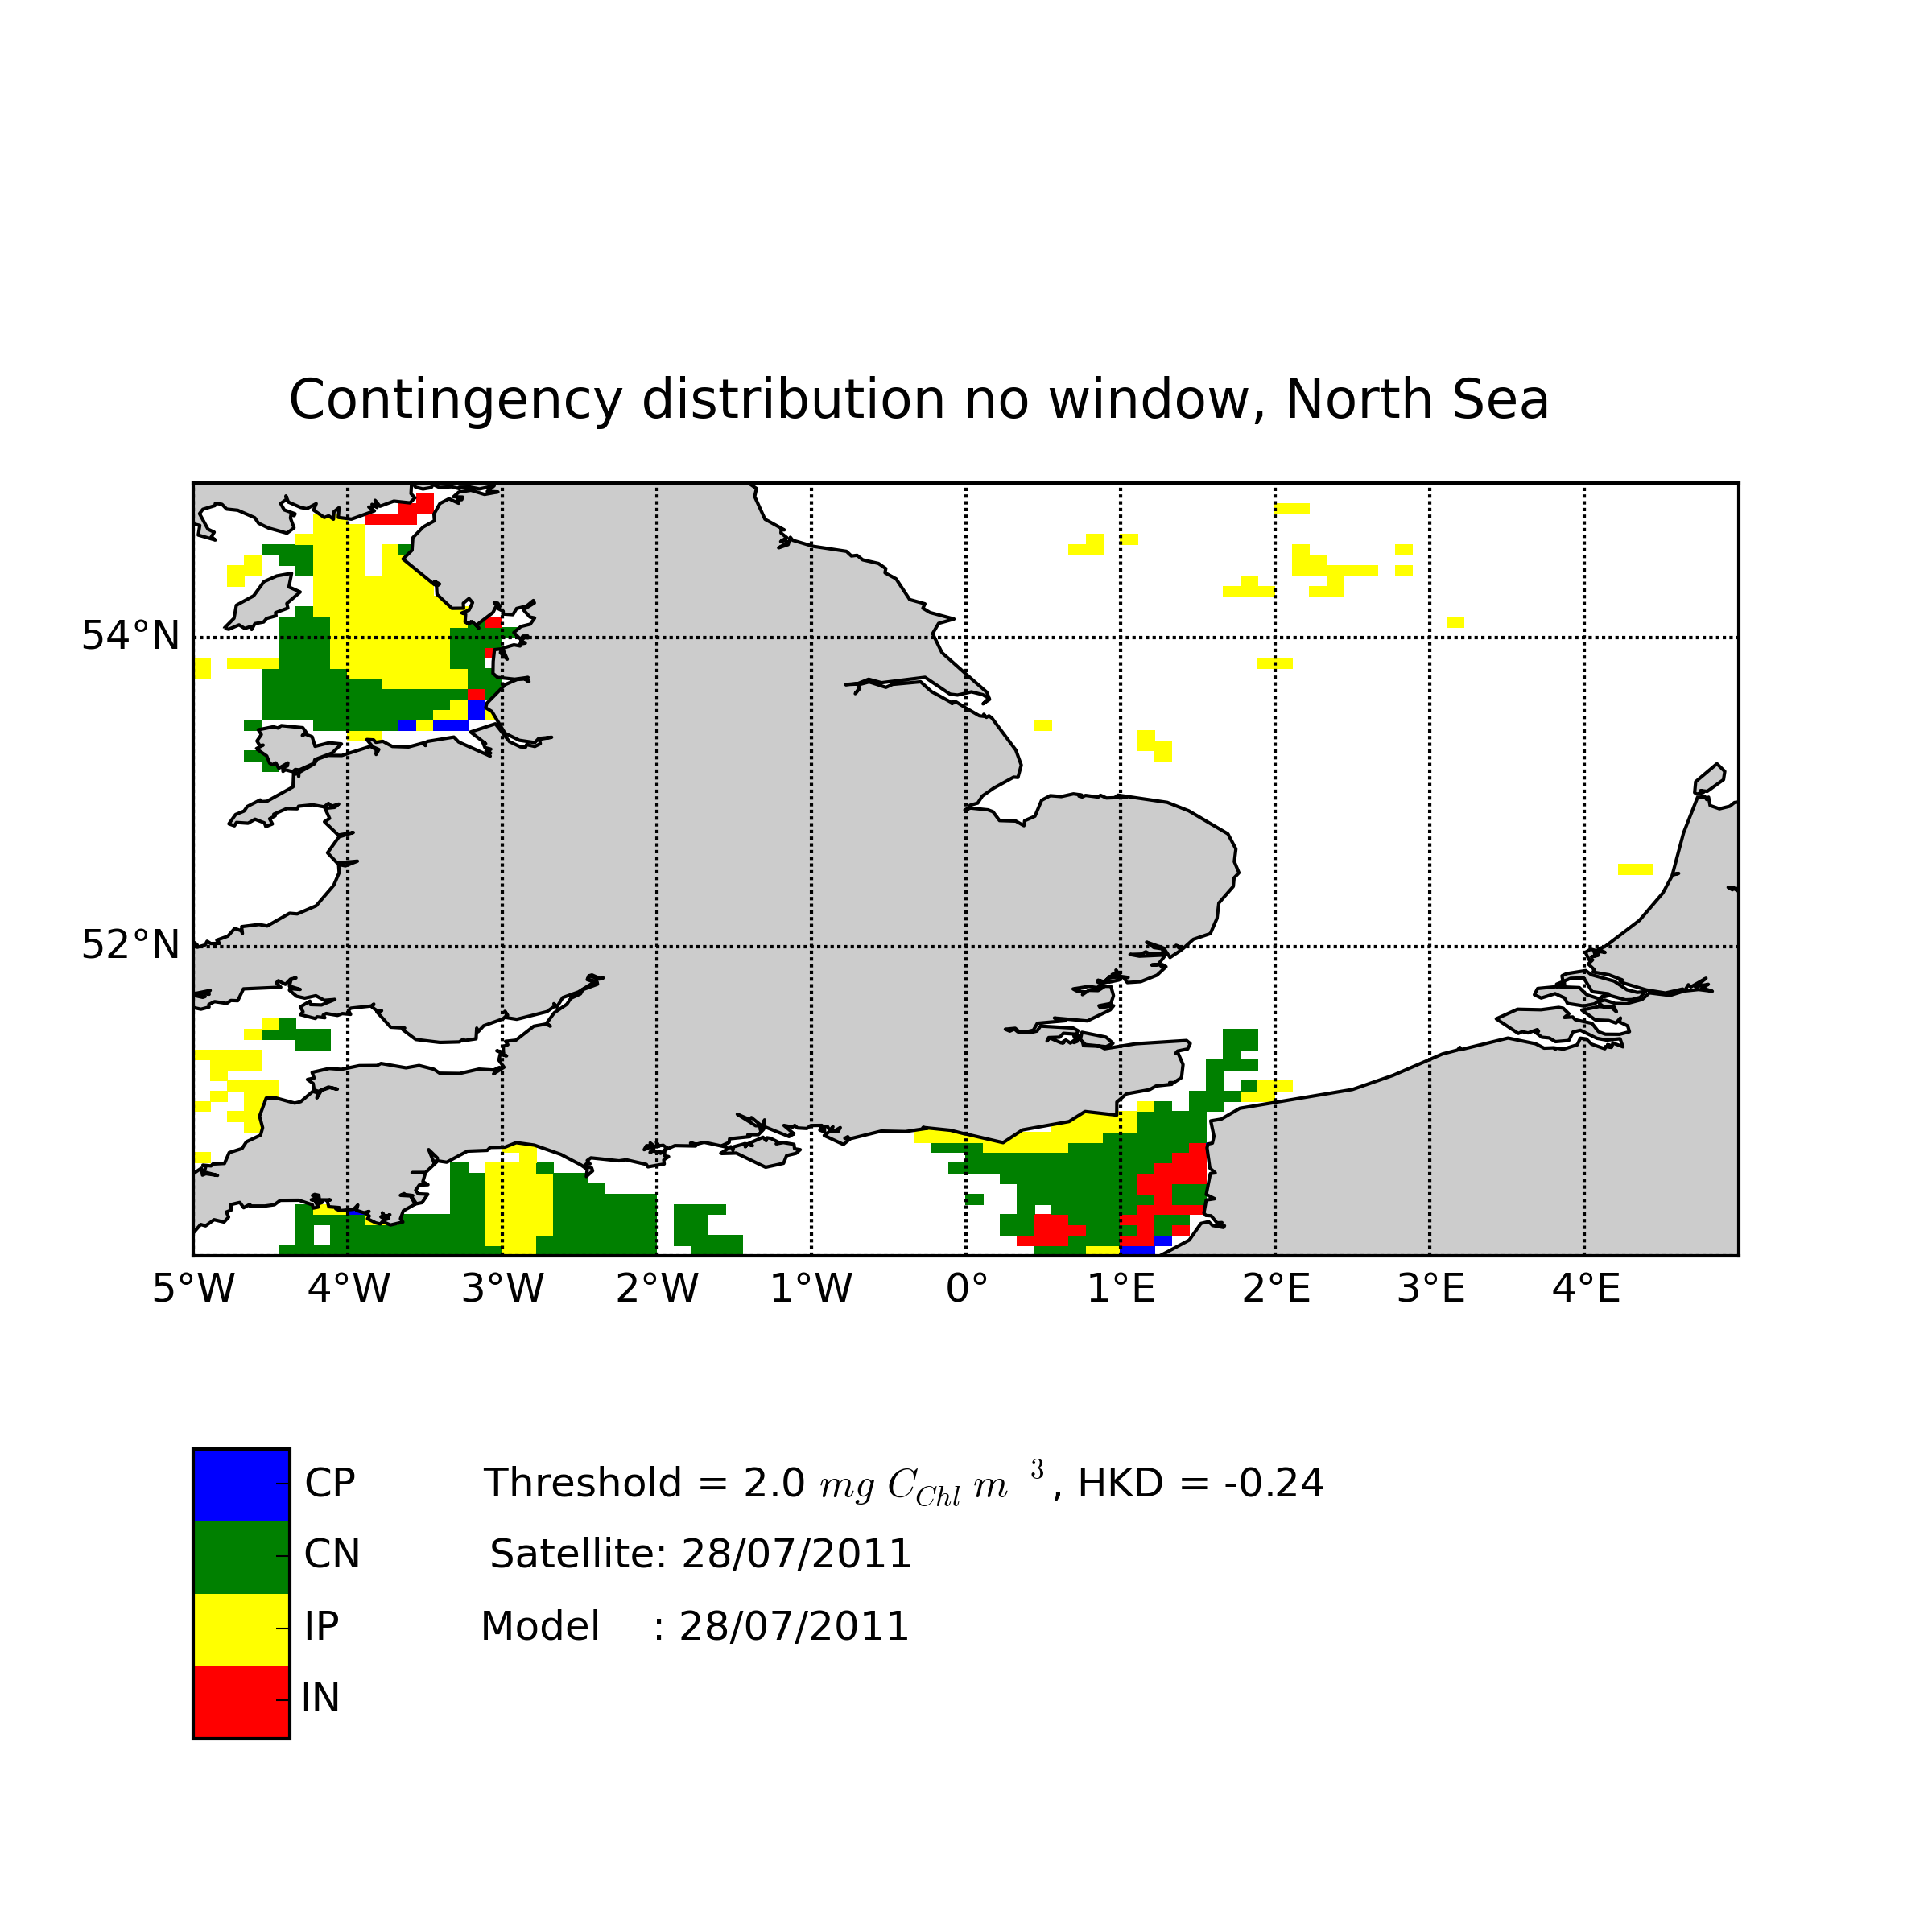 Contingency distribution no window, North Sea
54°N
52°N
5°W 4°W 3°W 2°W 1°W 0° 1°E 2°E 3°E 4°E
CP Threshold = 2.0 mg C_Chl m^−3, HKD = -0.24
CN Satellite: 28/07/2011
IP Model : 28/07/2011
IN